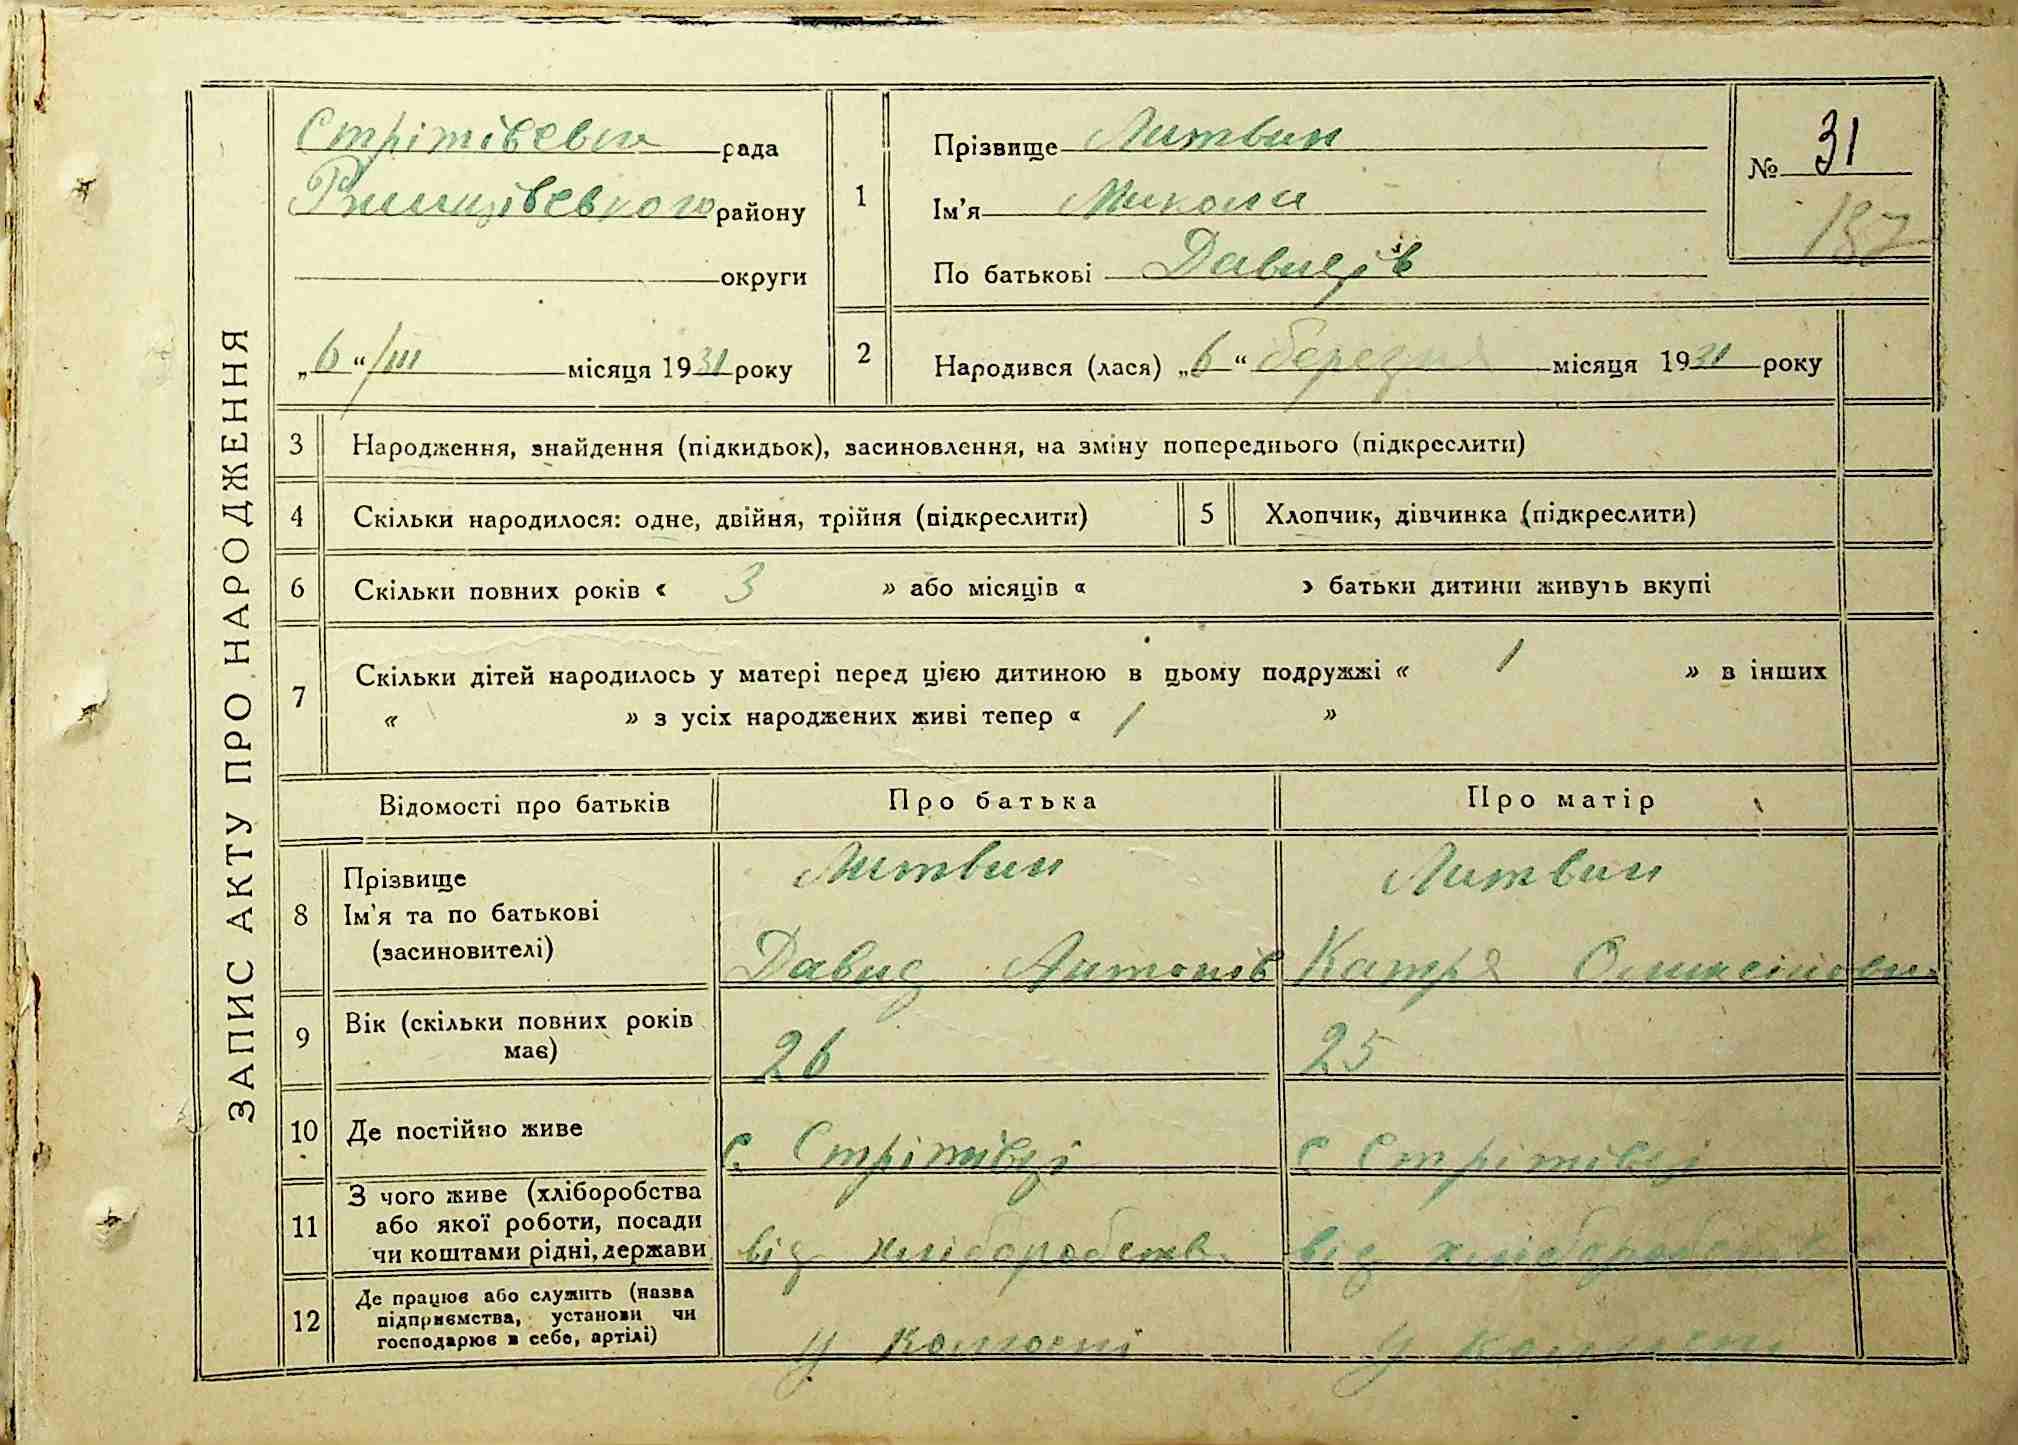 ЗАПИС АКТУ ПРО НАРОДЖЕННЯ
Стрітівська рада
Ржищівського району
округи
„6“/III місяця 1931 року
1
Прізвище Литвин
Ім'я Микола
По батькові Давидів
№ 31
187
2
Народився (лася) „6“ березня місяця 1931 року
3 Народження, знайдення (підкидьок), засиновлення, на зміну попереднього (підкреслити)
4 Скільки народилося: одне, двійня, трійня (підкреслити) 5 Хлопчик, дівчинка (підкреслити)
6 Скільки повних років « 3 » або місяців « » батьки дитини живуть вкупі
7 Скільки дітей народилось у матері перед цією дитиною в цьому подружжі « 1 » в інших
« » з усіх народжених живі тепер « 1 »
Відомості про батьків Про батька Про матір
8 Прізвище Литвин Литвин
Ім'я та по батькові
(засиновителі) Давид Антонів Катря
9 Вік (скільки повних років
має) 26 25
10 Де постійно живе с. Стрітівці с Стрітівці
11 З чого живе (хліборобства
або якої роботи, посади
чи коштами рідні, держави від хліборобств. від хліборобства
12 Де працює або служить (назва
підприємства, установи чи
господарює в себе, артілі) У колгоспі У колгоспі